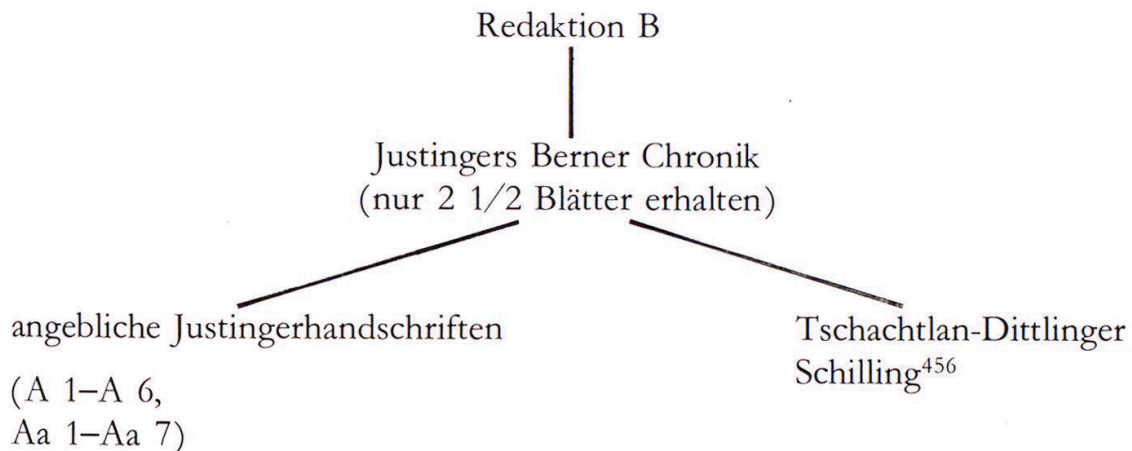 Redaktion B
Justingers Berner Chronik
(nur 2 1/2 Blätter erhalten)
angebliche Justingerhandschriften
(A 1–A 6,
Aa 1–Aa 7)
Tschachtlan-Dittlinger
Schilling⁴⁵⁶